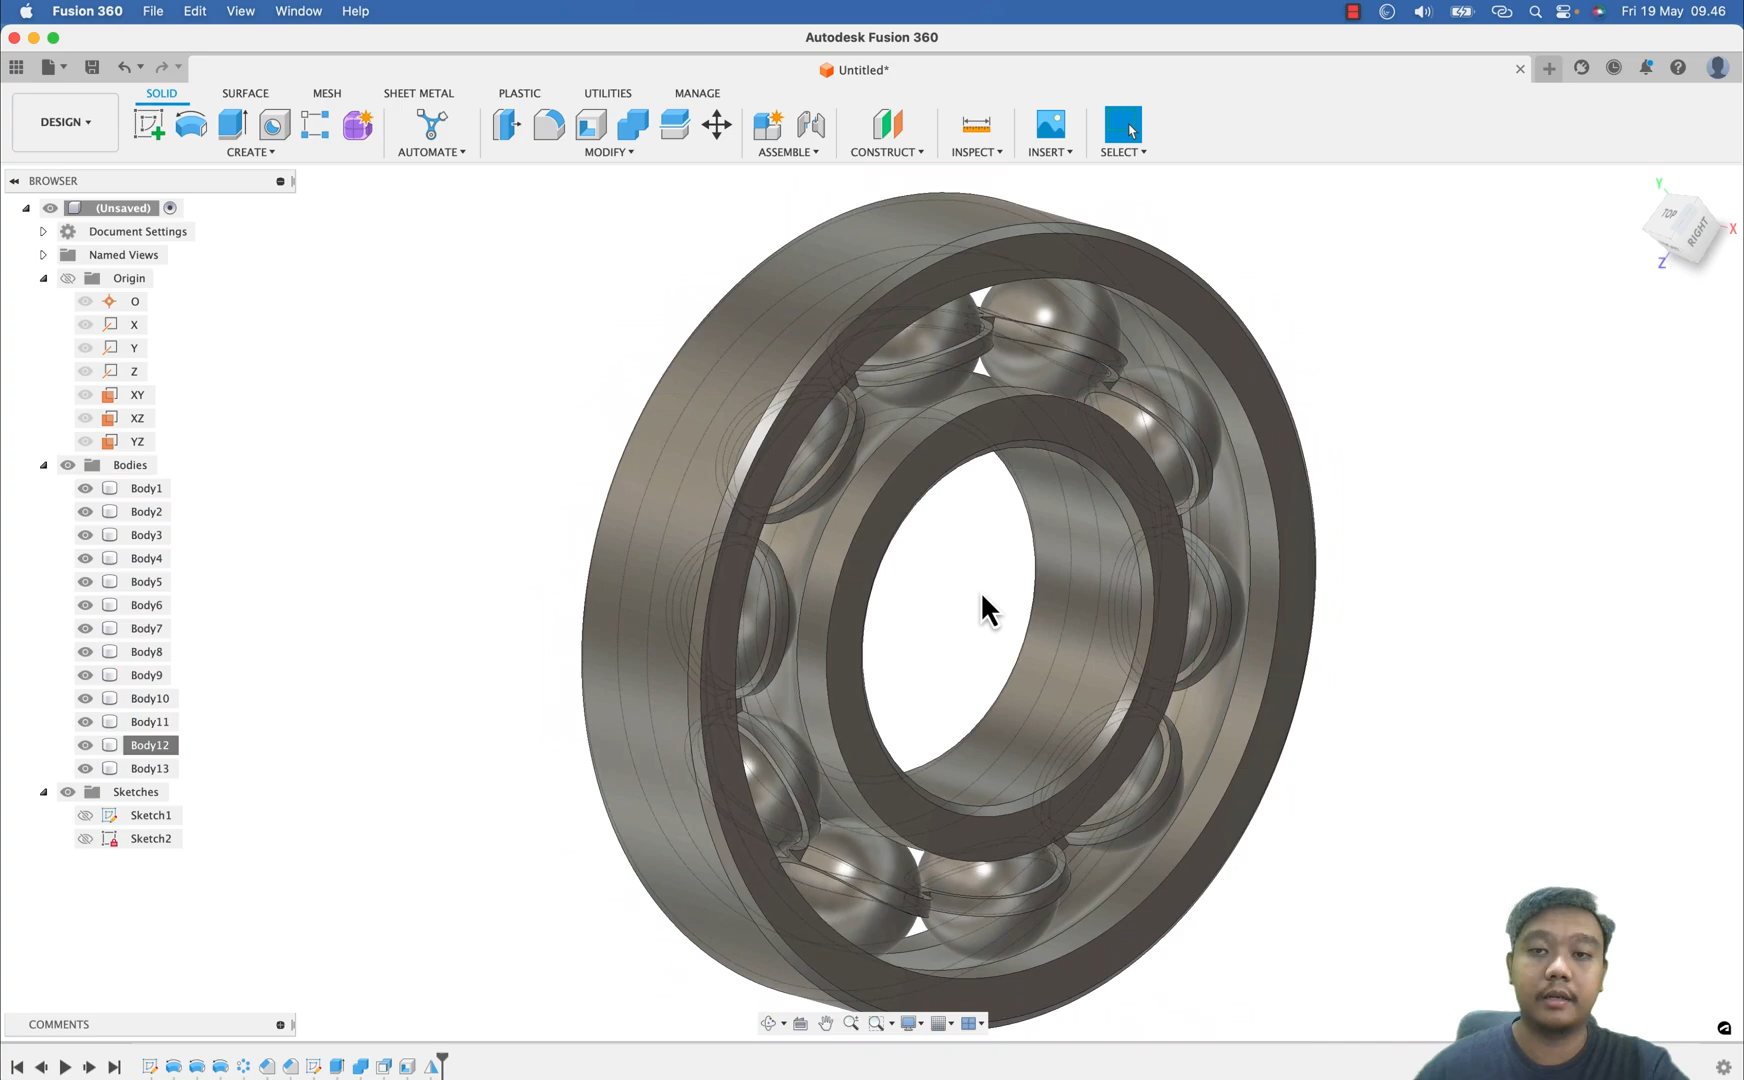 Fusion 360 File Edit View Window Help Fri 19 May 09.46
Autodesk Fusion 360
Untitled*
DESIGN
SOLID SURFACE MESH SHEET METAL PLASTIC UTILITIES MANAGE
CREATE AUTOMATE MODIFY ASSEMBLE CONSTRUCT INSPECT INSERT SELECT
BROWSER
(Unsaved)
Document Settings
Named Views
Origin
O
X
Y
Z
XY
XZ
YZ
Bodies
Body1
Body2
Body3
Body4
Body5
Body6
Body7
Body8
Body9
Body10
Body11
Body12
Body13
Sketches
Sketch1
Sketch2
Y
TOP
RIGHT
X
Z
COMMENTS